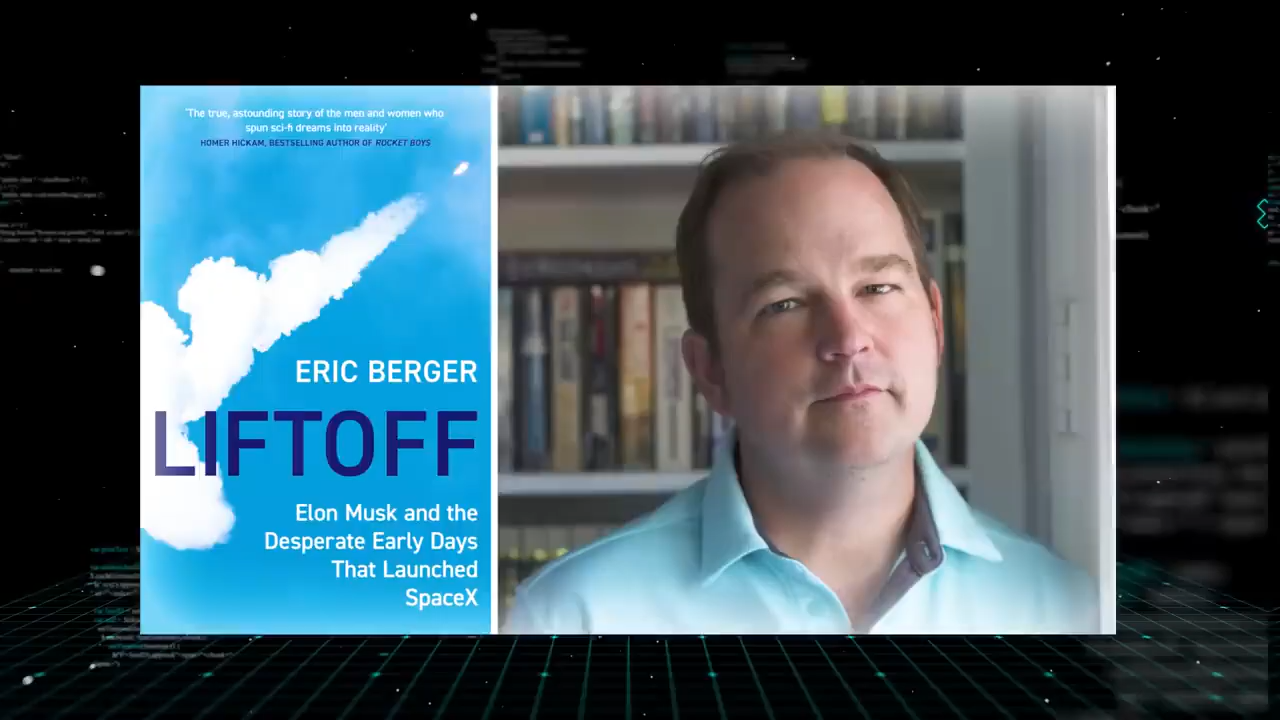 'The true, astounding story of the men and women who
spun sci-fi dreams into reality'
HOMER HICKAM, BESTSELLING AUTHOR OF ROCKET BOYS
ERIC BERGER
LIFTOFF
Elon Musk and the
Desperate Early Days
That Launched
SpaceX